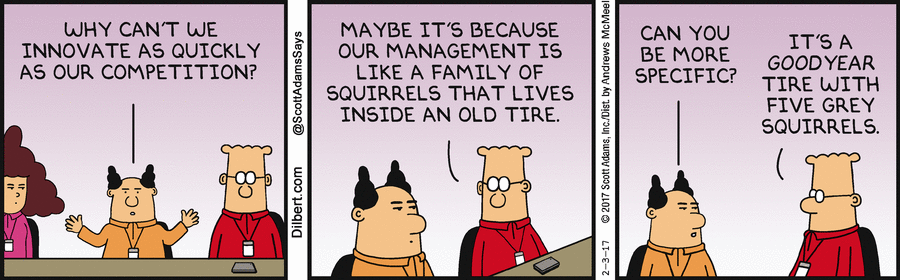 WHY CAN'T WE
INNOVATE AS QUICKLY
AS OUR COMPETITION?
Dilbert.com @ScottAdamsSays
MAYBE IT'S BECAUSE
OUR MANAGEMENT IS
LIKE A FAMILY OF
SQUIRRELS THAT LIVES
INSIDE AN OLD TIRE.
2-3-17 © 2017 Scott Adams, Inc./Dist. by Andrews McMeel
CAN YOU
BE MORE
SPECIFIC?
IT'S A
GOODYEAR
TIRE WITH
FIVE GREY
SQUIRRELS.